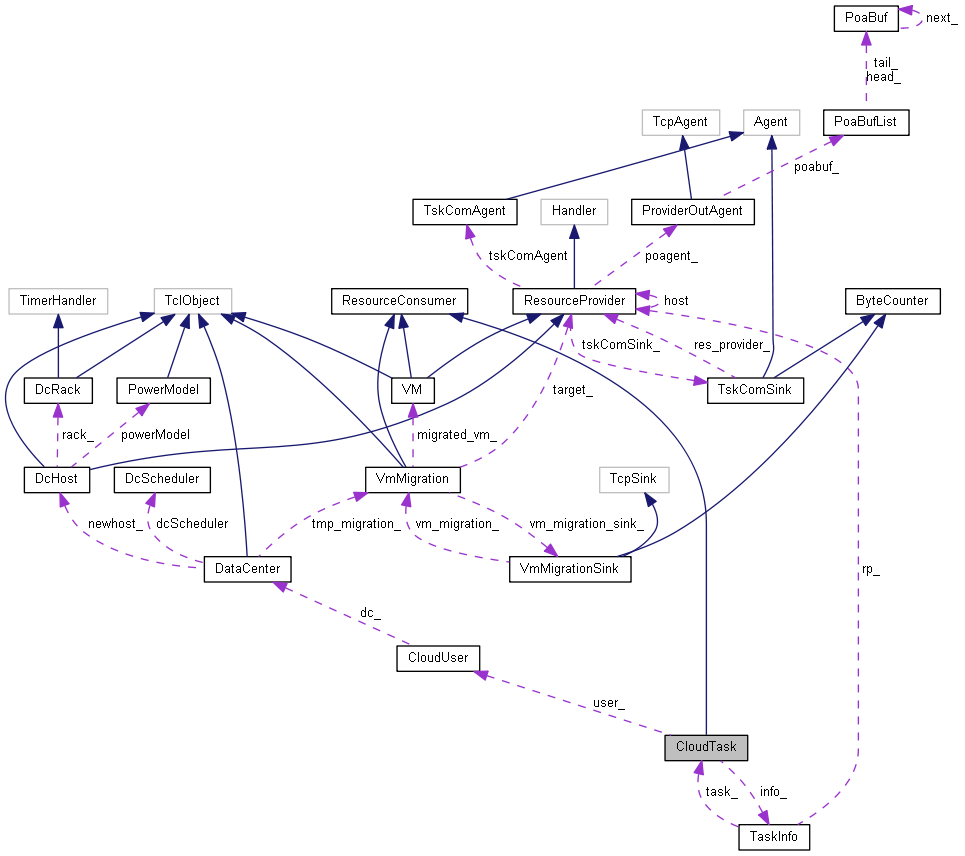 PoaBuf
next_
tail_
head_
TcpAgent
Agent
PoaBufList
poabuf_
TskComAgent
Handler
ProviderOutAgent
tskComAgent
poagent_
TimerHandler
TclObject
ResourceConsumer
ResourceProvider
host
ByteCounter
tskComSink_
res_provider_
DcRack
PowerModel
VM
target_
TskComSink
rack_
powerModel
migrated_vm_
DcHost
DcScheduler
VmMigration
TcpSink
newhost_
dcScheduler
tmp_migration_
vm_migration_
vm_migration_sink_
DataCenter
VmMigrationSink
rp_
dc_
CloudUser
user_
CloudTask
task_
info_
TaskInfo